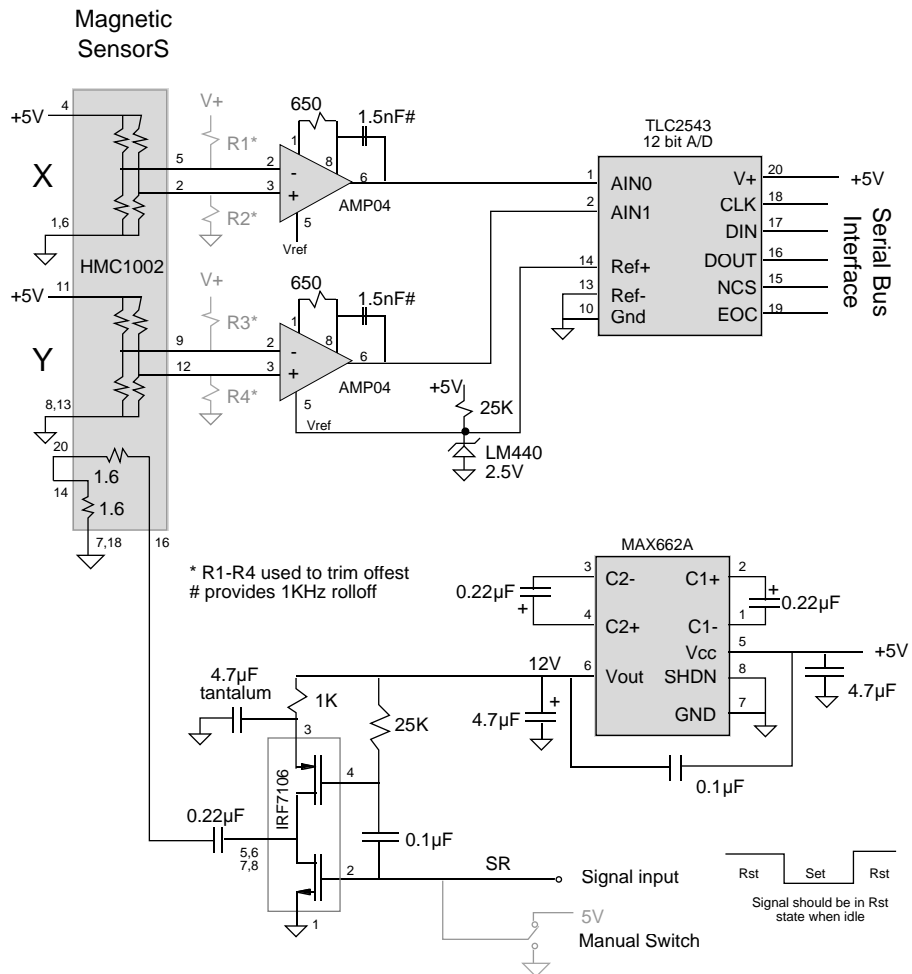 Magnetic
SensorS
+5V
4
X
5
2
1,6
HMC1002
+5V
11
Y
9
12
8,13
20
1.6
14
1.6
7,18
16
V+
R1*
R2*
V+
R3*
R4*
650
1.5nF#
1
8
2
-
3
+
6
5
AMP04
Vref
650
1.5nF#
1
8
2
-
3
+
6
5
AMP04
Vref
+5V
25K
LM440
2.5V
TLC2543
12 bit A/D
1
AIN0
2
AIN1
14
Ref+
13
Ref-
10
Gnd
V+
20
+5V
CLK
18
DIN
17
DOUT
16
NCS
15
EOC
19
Serial Bus
Interface
* R1-R4 used to trim offest
# provides 1KHz rolloff
MAX662A
3
C2-
0.22µF
+
4
C2+
C1+
2
+
0.22µF
C1-
1
Vcc
5
+5V
6
Vout
SHDN
8
GND
7
4.7µF
12V
+
4.7µF
0.1µF
4.7µF
tantalum
1K
25K
3
IRF7106
4
0.22µF
5,6
7,8
0.1µF
2
1
SR
Signal input
5V
Manual Switch
Rst
Set
Rst
Signal should be in Rst
state when idle